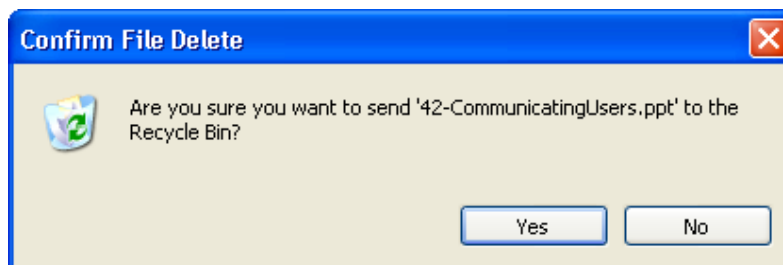 Confirm File Delete
Are you sure you want to send '42-CommunicatingUsers.ppt' to the
Recycle Bin?
Yes No